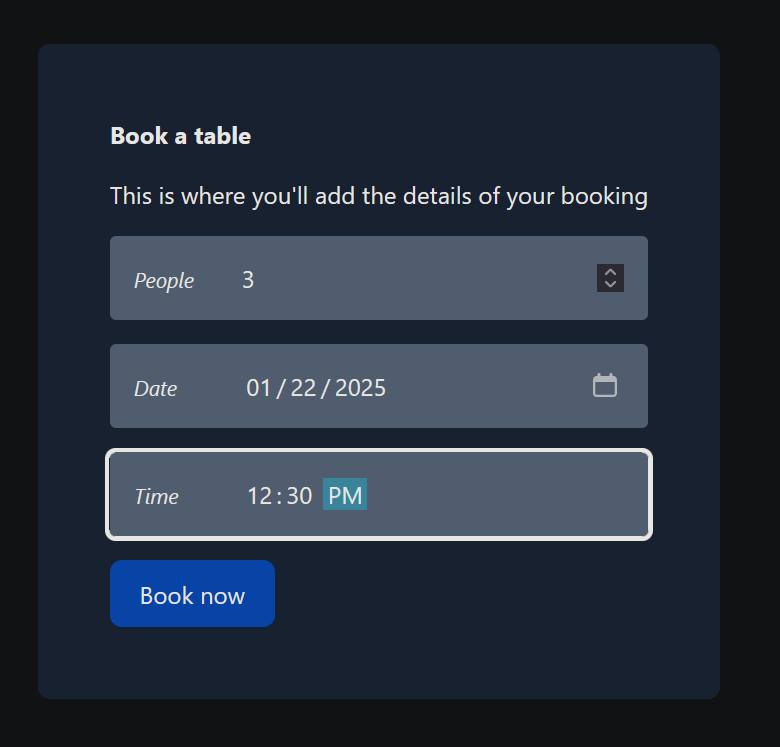 Book a table
This is where you'll add the details of your booking
People 3
Date 01/22/2025
Time 12:30 PM
Book now